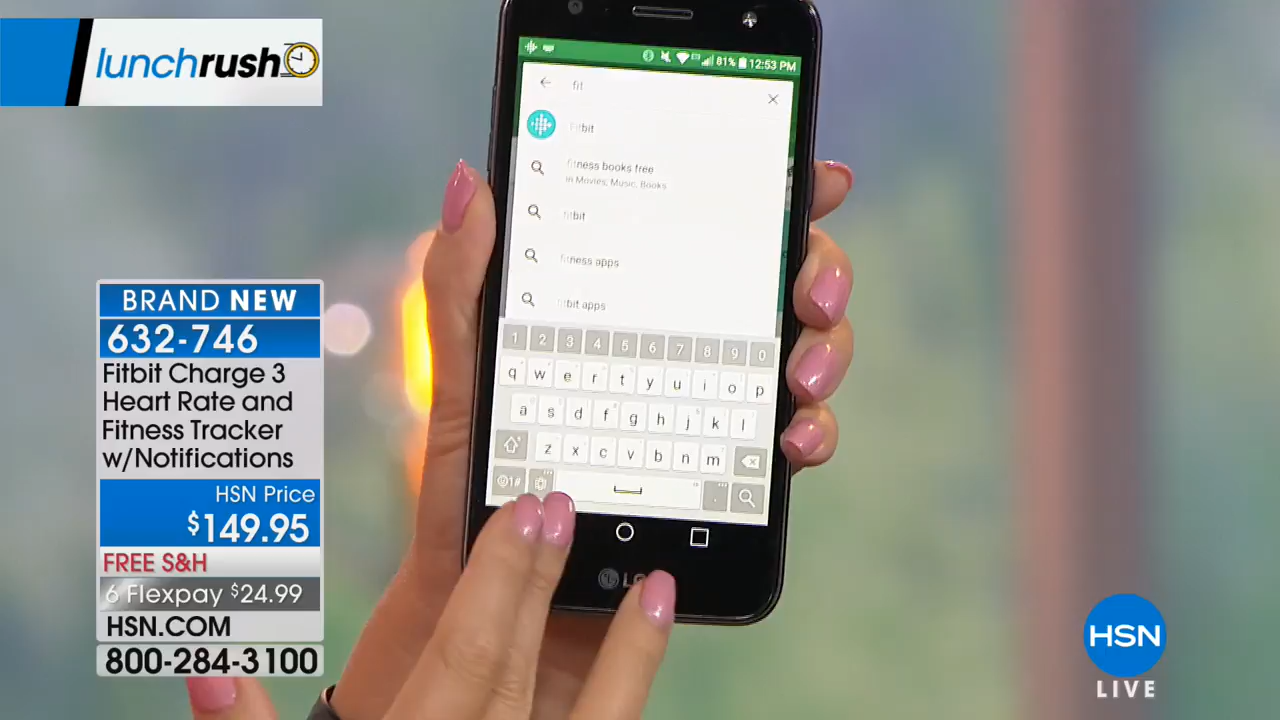 lunchrush
81% 12:53 PM
fit
fitbit
fitness books free
in Movies, Music, Books
fitbit
fitness apps
fitbit apps
1 2 3 4 5 6 7 8 9 0
q w e r t y u i o p
a s d f g h j k l
z x c v b n m
1#
LG
BRAND NEW
632-746
Fitbit Charge 3
Heart Rate and
Fitness Tracker
w/Notifications
HSN Price
$149.95
FREE S&H
6 Flexpay $24.99
HSN.COM
800-284-3100
HSN
LIVE